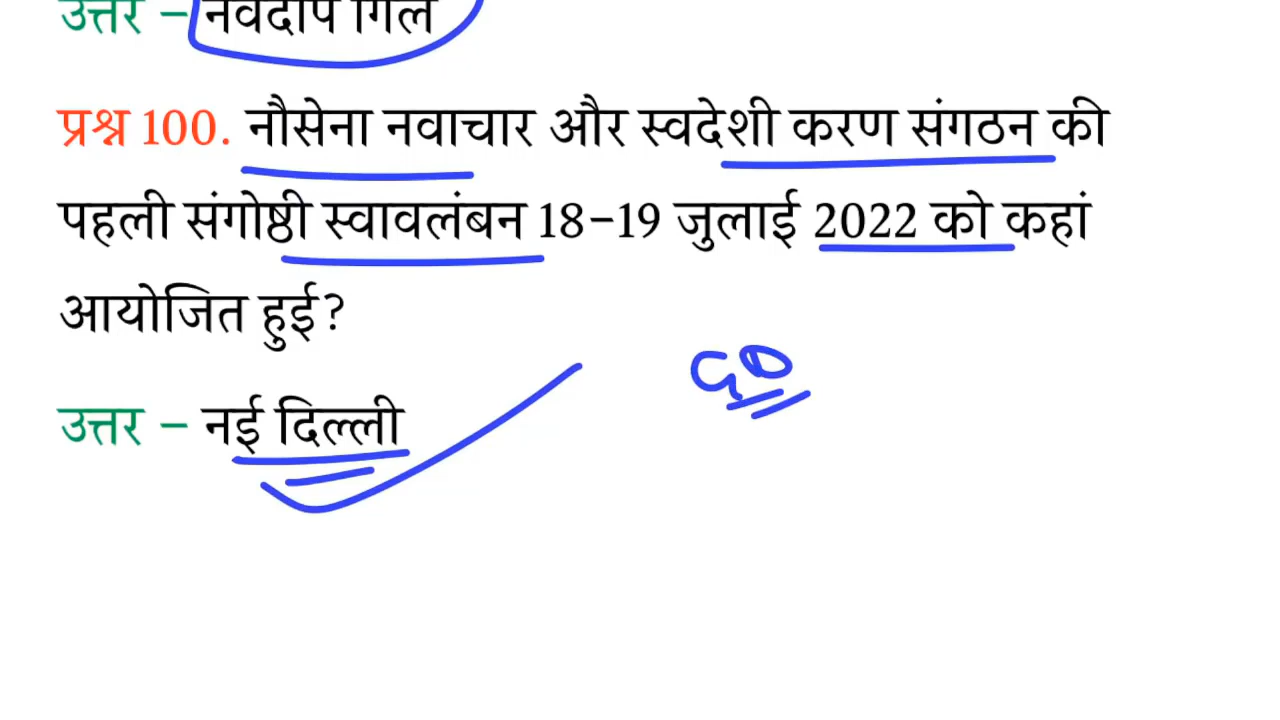 उत्तर – नवदीप गिल
प्रश्न 100. नौसेना नवाचार और स्वदेशी करण संगठन की
पहली संगोष्ठी स्वावलंबन 18-19 जुलाई 2022 को कहां
आयोजित हुई?
उत्तर – नई दिल्ली